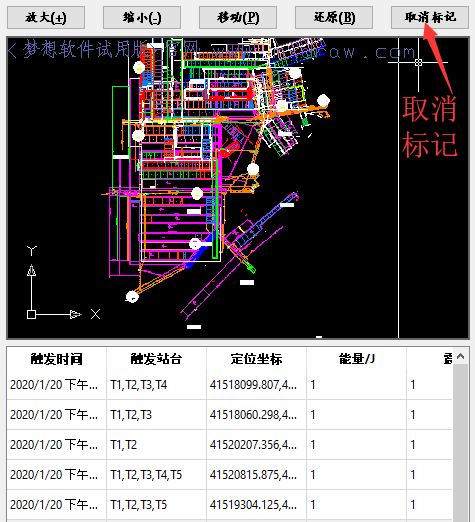 放大(+) 缩小(-) 移动(P) 还原(R) 取消标记
梦想软件试用版
取消
标记
Y
X
触发时间 触发站台 定位坐标 能量/J 震
2020/1/20 下午... T1,T2,T3,T4 41518099.807,4... 1 1
2020/1/20 下午... T1,T2,T3 41518060.298,4... 1 1
2020/1/20 下午... T1,T2 41520207.356,4... 1 1
2020/1/20 下午... T1,T2,T3,T4,T5 41520815.875,4... 1 1
2020/1/20 下午... T1,T2,T3,T5 41519304.125,4... 1 1